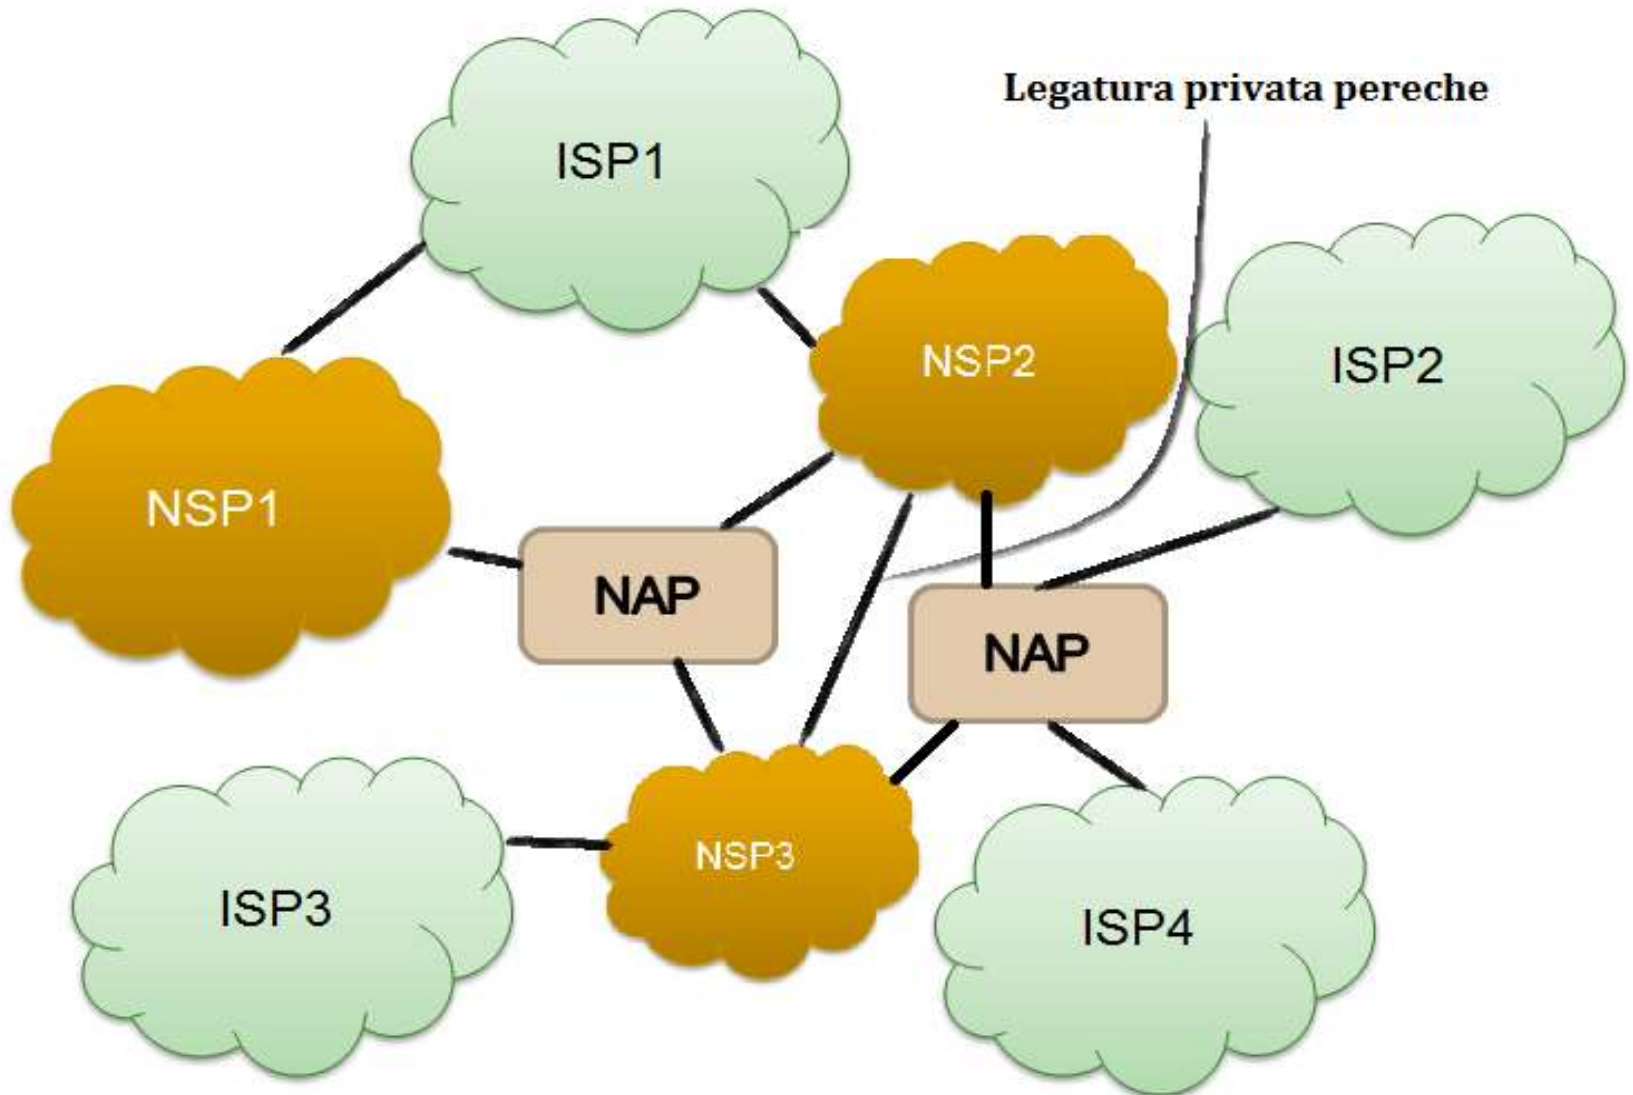 Legatura privata pereche
ISP1
NSP2
ISP2
NSP1
NAP
NAP
NSP3
ISP3
ISP4